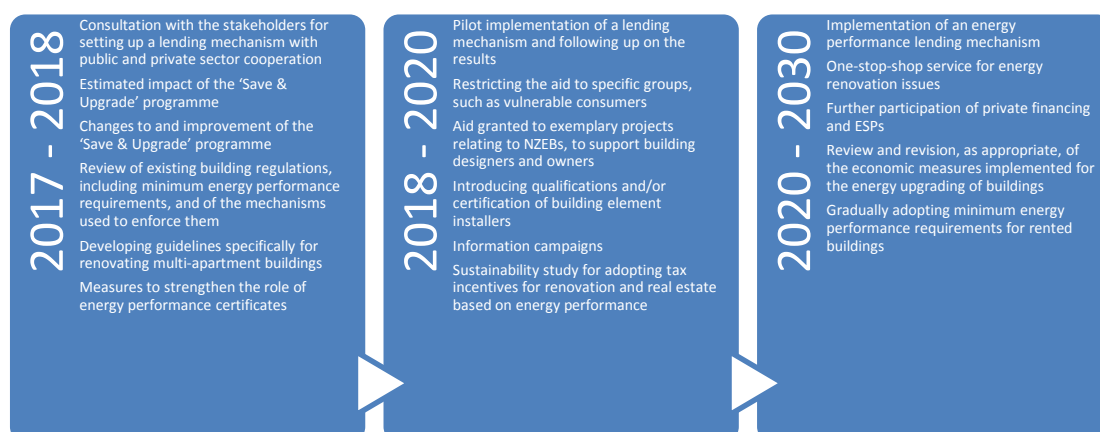 2017 - 2018
Consultation with the stakeholders for
setting up a lending mechanism with
public and private sector cooperation
Estimated impact of the ‘Save &
Upgrade’ programme
Changes to and improvement of the
‘Save & Upgrade’ programme
Review of existing building regulations,
including minimum energy performance
requirements, and of the mechanisms
used to enforce them
Developing guidelines specifically for
renovating multi-apartment buildings
Measures to strengthen the role of
energy performance certificates
2018 - 2020
Pilot implementation of a lending
mechanism and following up on the
results
Restricting the aid to specific groups,
such as vulnerable consumers
Aid granted to exemplary projects
relating to NZEBs, to support building
designers and owners
Introducing qualifications and/or
certification of building element
installers
Information campaigns
Sustainability study for adopting tax
incentives for renovation and real estate
based on energy performance
2020 - 2030
Implementation of an energy
performance lending mechanism
One-stop-shop service for energy
renovation issues
Further participation of private financing
and ESPs
Review and revision, as appropriate, of
the economic measures implemented for
the energy upgrading of buildings
Gradually adopting minimum energy
performance requirements for rented
buildings